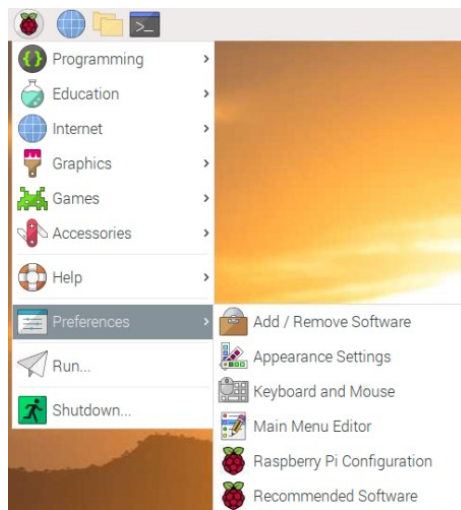 Programming
Education
Internet
Graphics
Games
Accessories
Help
Preferences
Run...
Shutdown...
Add / Remove Software
Appearance Settings
Keyboard and Mouse
Main Menu Editor
Raspberry Pi Configuration
Recommended Software